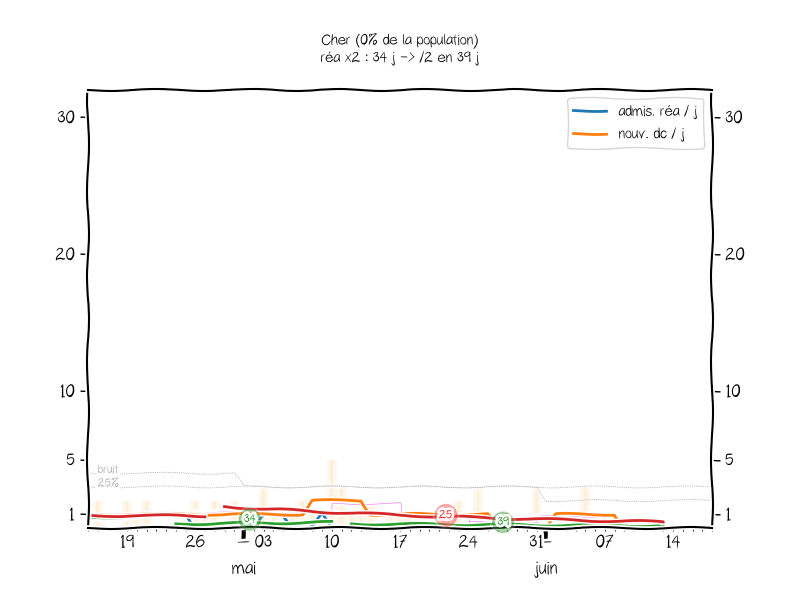 Cher (0% de la population)
réa x2 : 34 j -> /2 en 39 j
admis. réa / j
nouv. dc / j
30
30
20
20
10
10
5
5
bruit
25%
1
1
34
25
39
19 26 03 10 17 24 31 07 14
mai juin